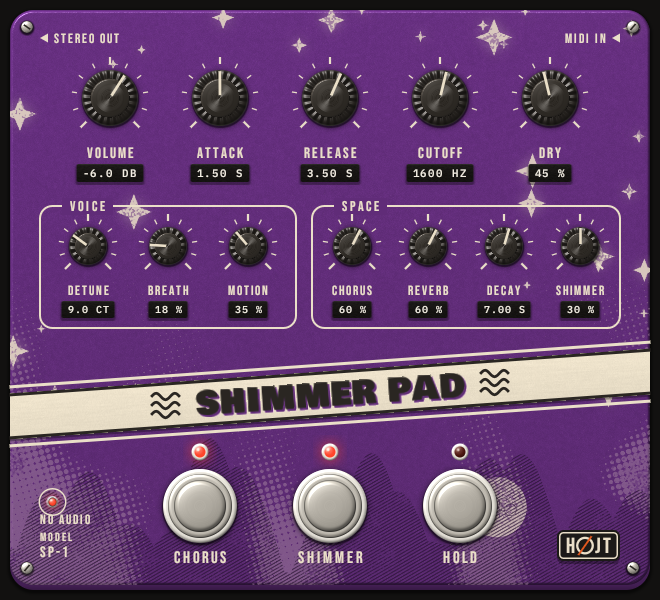 STEREO OUT
MIDI IN
VOLUME
ATTACK
RELEASE
CUTOFF
DRY
-6.0 DB
1.50 S
3.50 S
1600 HZ
45 %
VOICE
SPACE
DETUNE
BREATH
MOTION
CHORUS
REVERB
DECAY
SHIMMER
9.0 CT
18 %
35 %
60 %
60 %
7.00 S
30 %
SHIMMER PAD
NO AUDIO
MODEL
SP-1
CHORUS
SHIMMER
HOLD
HØJT